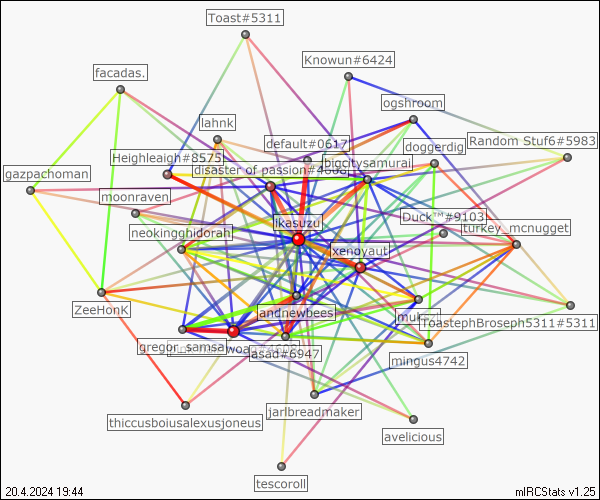 Toast#5311
Knowun#6424
facadas.
ogshroom
lahnk
default#0617
doggerdig
Random Stuf6#5983
Heighleaigh#8575
disaster of passion#4688
bigcitysamurai
gazpachoman
moonraven
ikasuzu
Duck™#9103
turkey_mcnugget
neokingghidorah
xenoyaut
ZeeHonK
andnewbees
jmuksz
ToastephBroseph5311#5311
gregor_samsa
asad#6947
mingus4742
jarlbreadmaker
thiccusboiusalexusjoneus
avelicious
tescoroll
20.4.2024 19:44
mIRCStats v1.25